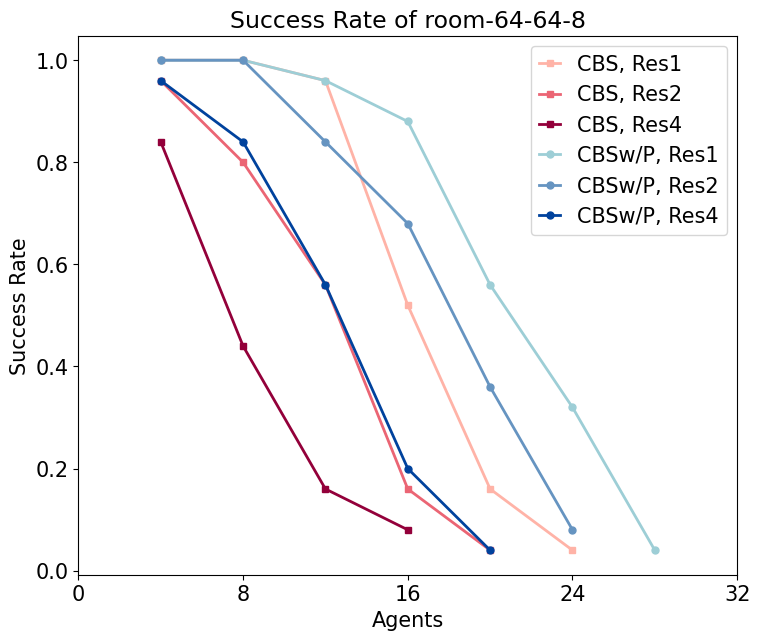 Success Rate of room-64-64-8
1.0
0.8
0.6
0.4
0.2
0.0
Success Rate
CBS, Res1
CBS, Res2
CBS, Res4
CBSw/P, Res1
CBSw/P, Res2
CBSw/P, Res4
0 8 16 24 32
Agents